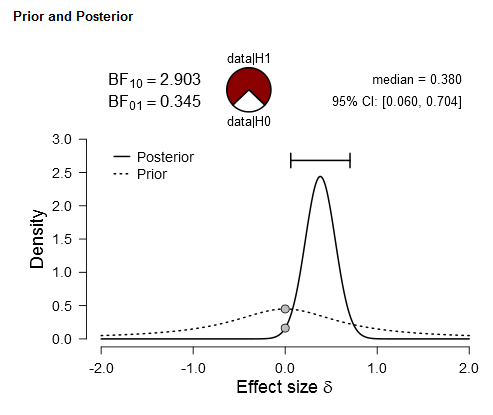 Prior and Posterior
data|H1
BF10 = 2.903
BF01 = 0.345
data|H0
median = 0.380
95% CI: [0.060, 0.704]
Posterior
Prior
Density
3.0
2.5
2.0
1.5
1.0
0.5
0.0
-2.0 -1.0 0.0 1.0 2.0
Effect size δ